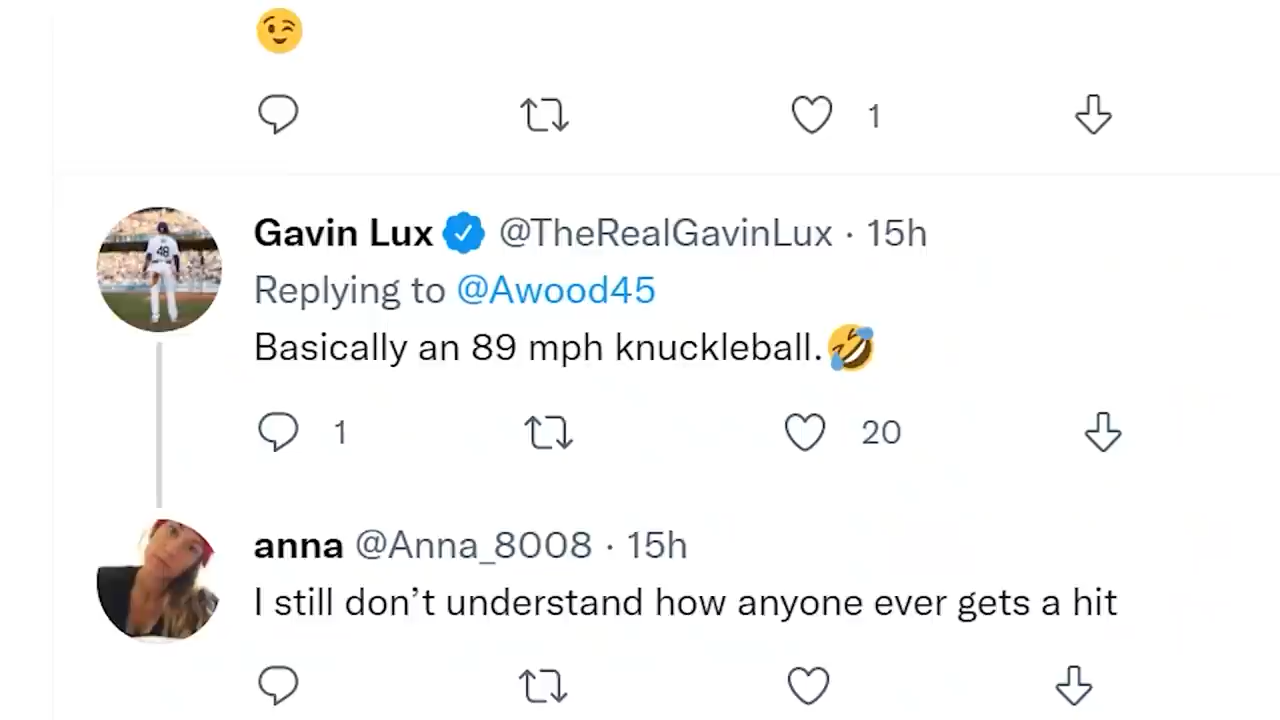 😉
1
Gavin Lux @TheRealGavinLux · 15h
Replying to @Awood45
Basically an 89 mph knuckleball.🤣
1 20
anna @Anna_8008 · 15h
I still don’t understand how anyone ever gets a hit